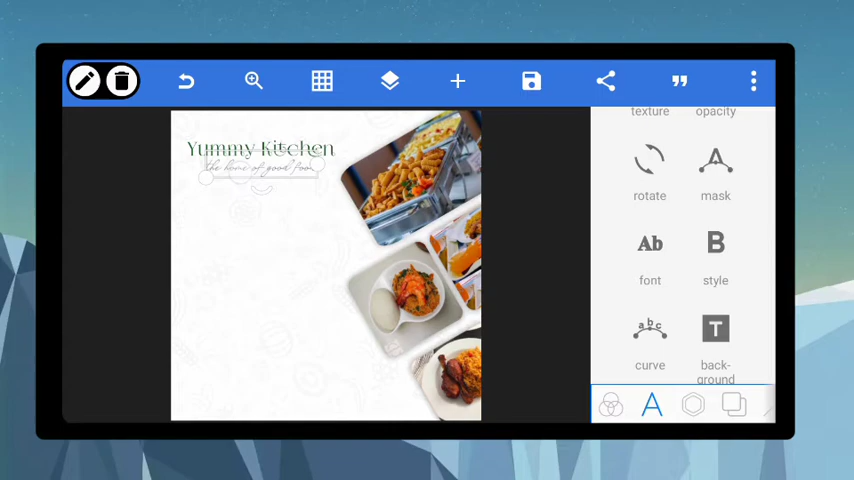 Yummy Kitchen
the home of good food
texture
opacity
rotate
mask
Ab
B
font
style
abc
T
curve
back-
ground
A